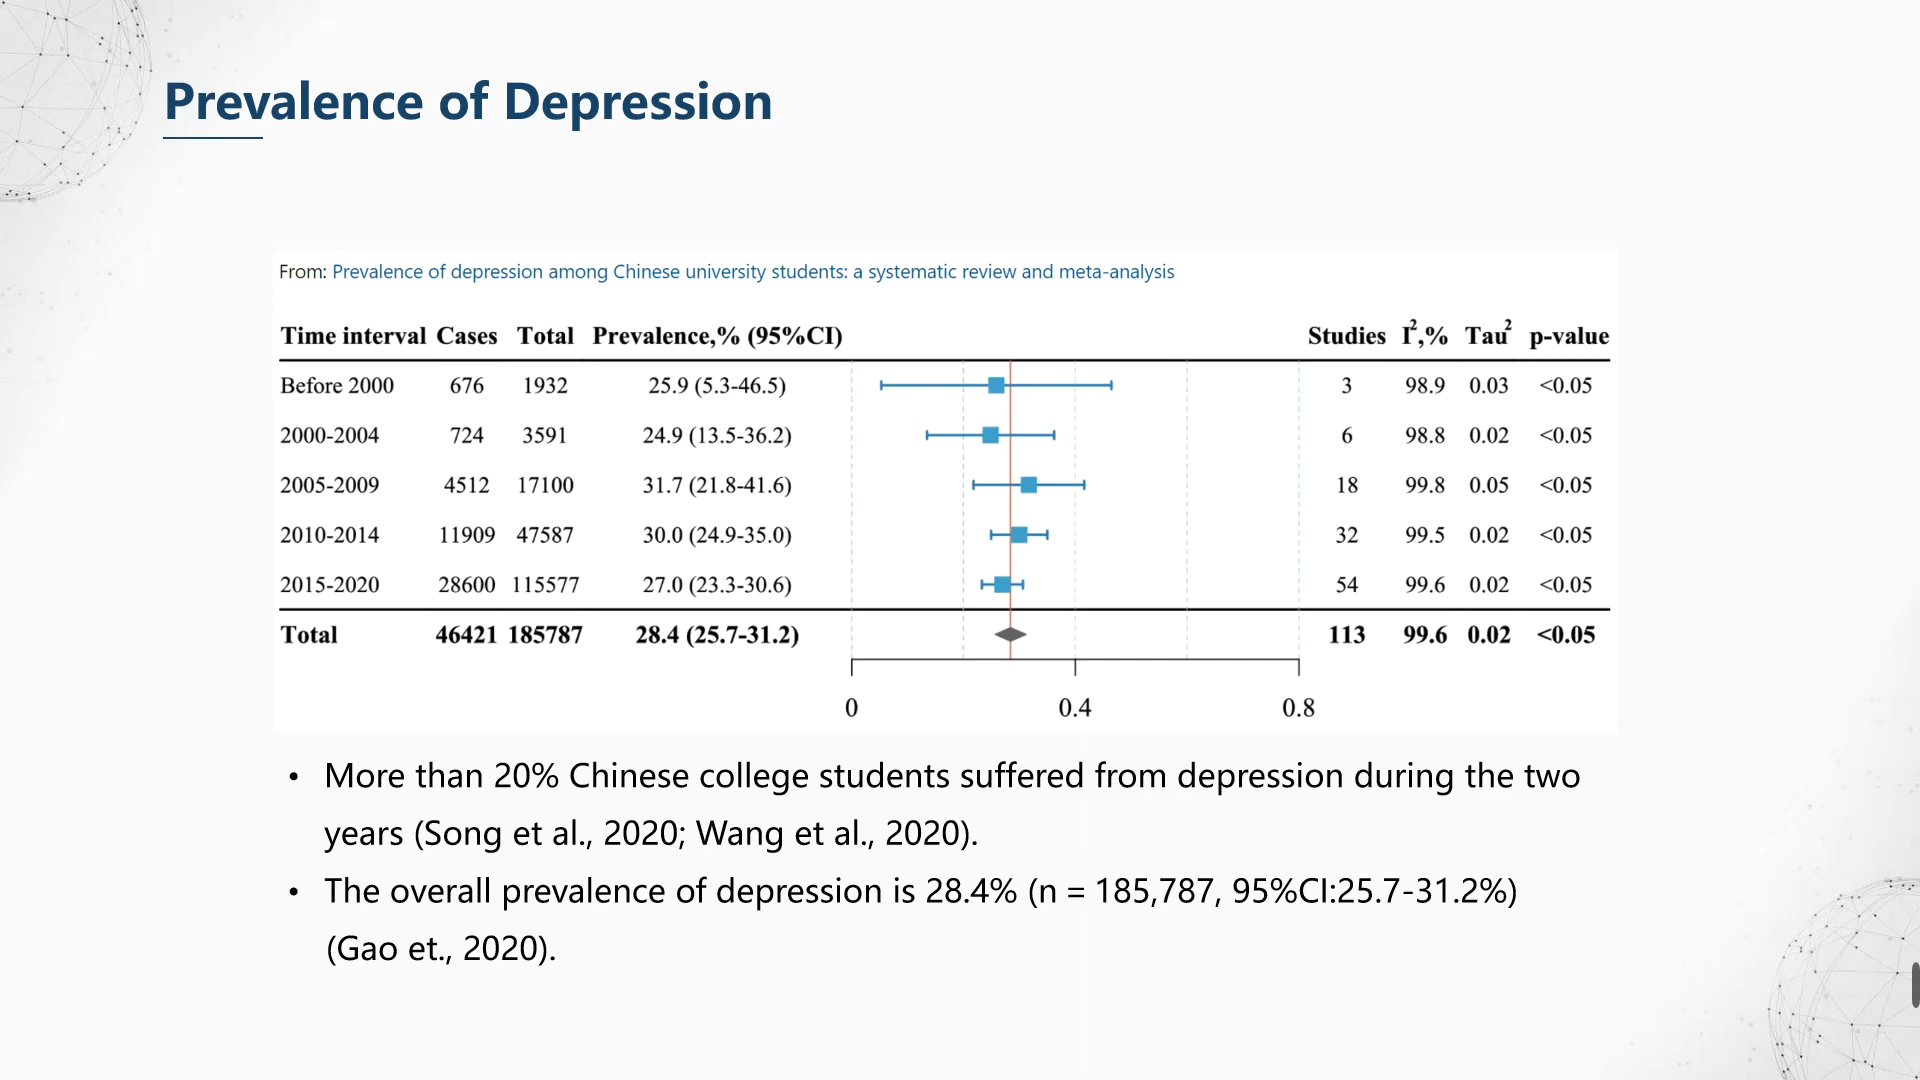 Prevalence of Depression
From: Prevalence of depression among Chinese university students: a systematic review and meta-analysis
Time interval Cases Total Prevalence,% (95%CI) Studies I²,% Tau² p-value
Before 2000 676 1932 25.9 (5.3-46.5) 3 98.9 0.03 <0.05
2000-2004 724 3591 24.9 (13.5-36.2) 6 98.8 0.02 <0.05
2005-2009 4512 17100 31.7 (21.8-41.6) 18 99.8 0.05 <0.05
2010-2014 11909 47587 30.0 (24.9-35.0) 32 99.5 0.02 <0.05
2015-2020 28600 115577 27.0 (23.3-30.6) 54 99.6 0.02 <0.05
Total 46421 185787 28.4 (25.7-31.2) 113 99.6 0.02 <0.05
0 0.4 0.8
• More than 20% Chinese college students suffered from depression during the two
years (Song et al., 2020; Wang et al., 2020).
• The overall prevalence of depression is 28.4% (n = 185,787, 95%CI:25.7-31.2%)
(Gao et., 2020).